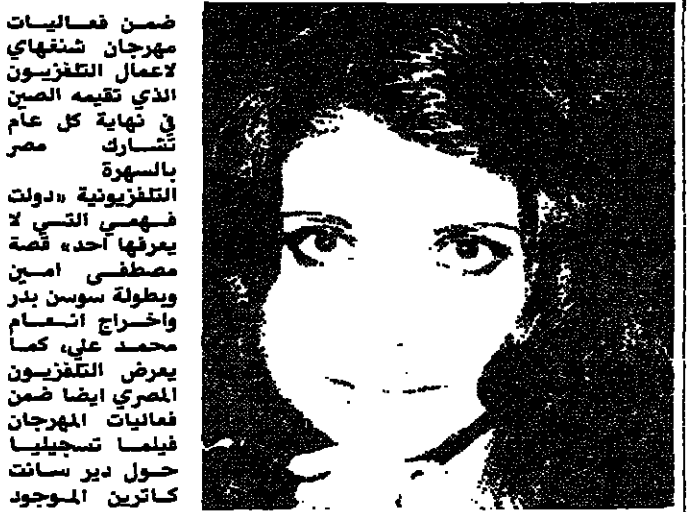 ضمن فعاليات
مهرجان شنغهاي
لاعمال التلفزيون
الذي تقيمه الصين
في نهاية كل عام
تشارك مصر
بالسهرة
التلفزيونية «دولت
فهمي التي لا
يعرفها احد» قصة
مصطفى امين
وبطولة سوسن بدر
واخراج انعام
محمد علي، كما
يعرض التلفزيون
المصري ايضا ضمن
فعاليات المهرجان
فيلما تسجيليا
حول دير سانت
كاترين الموجود